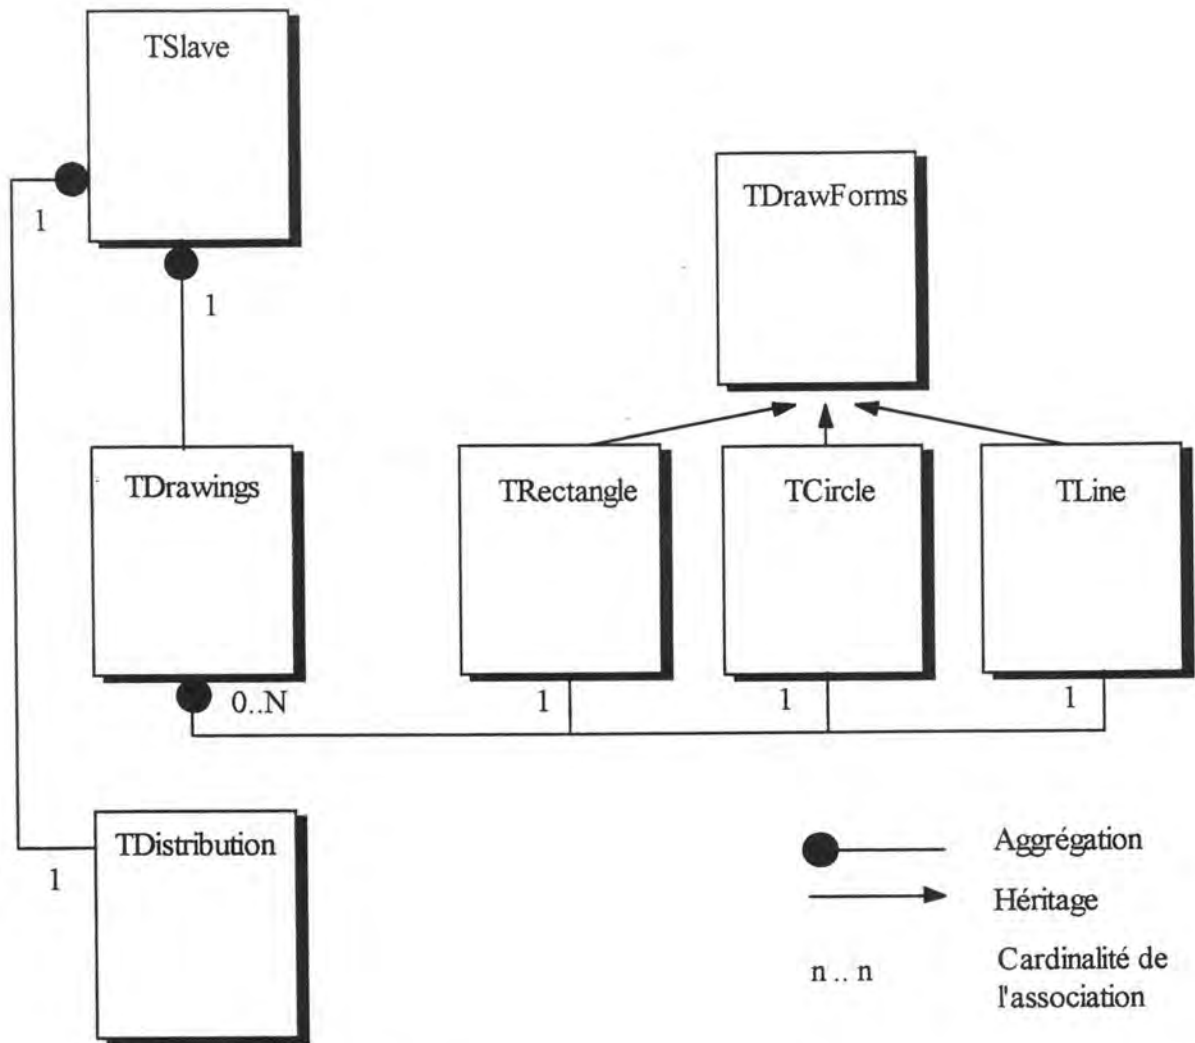 TSlave
1
1
TDrawForms
TDrawings
TRectangle
TCircle
TLine
0..N
1
1
1
TDistribution
1
Aggrégation
Héritage
n .. n
Cardinalité de
l'association